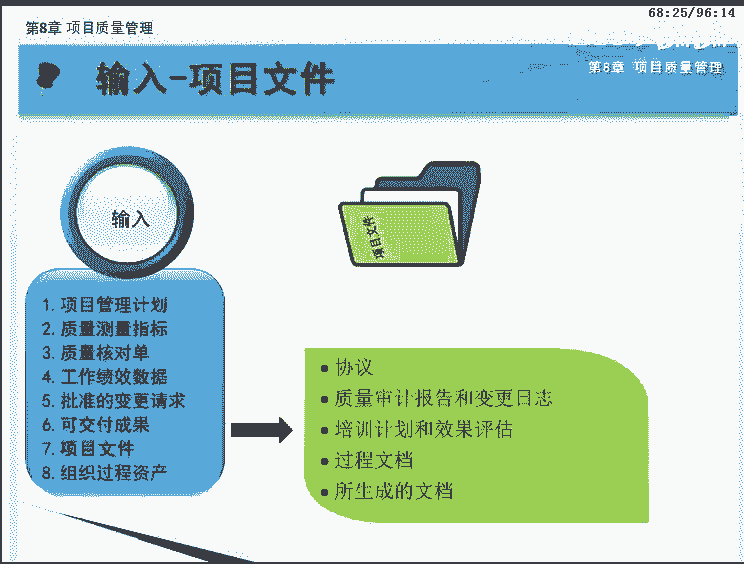 68:25/96:14
第8章 项目质量管理
输入-项目文件
第8章 项目质量管理
输入
项目文件
1. 项目管理计划
2. 质量测量指标
3. 质量核对单
4. 工作绩效数据
5. 批准的变更请求
6. 可交付成果
7. 项目文件
8. 组织过程资产
● 协议
● 质量审计报告和变更日志
● 培训计划和效果评估
● 过程文档
● 所生成的文档